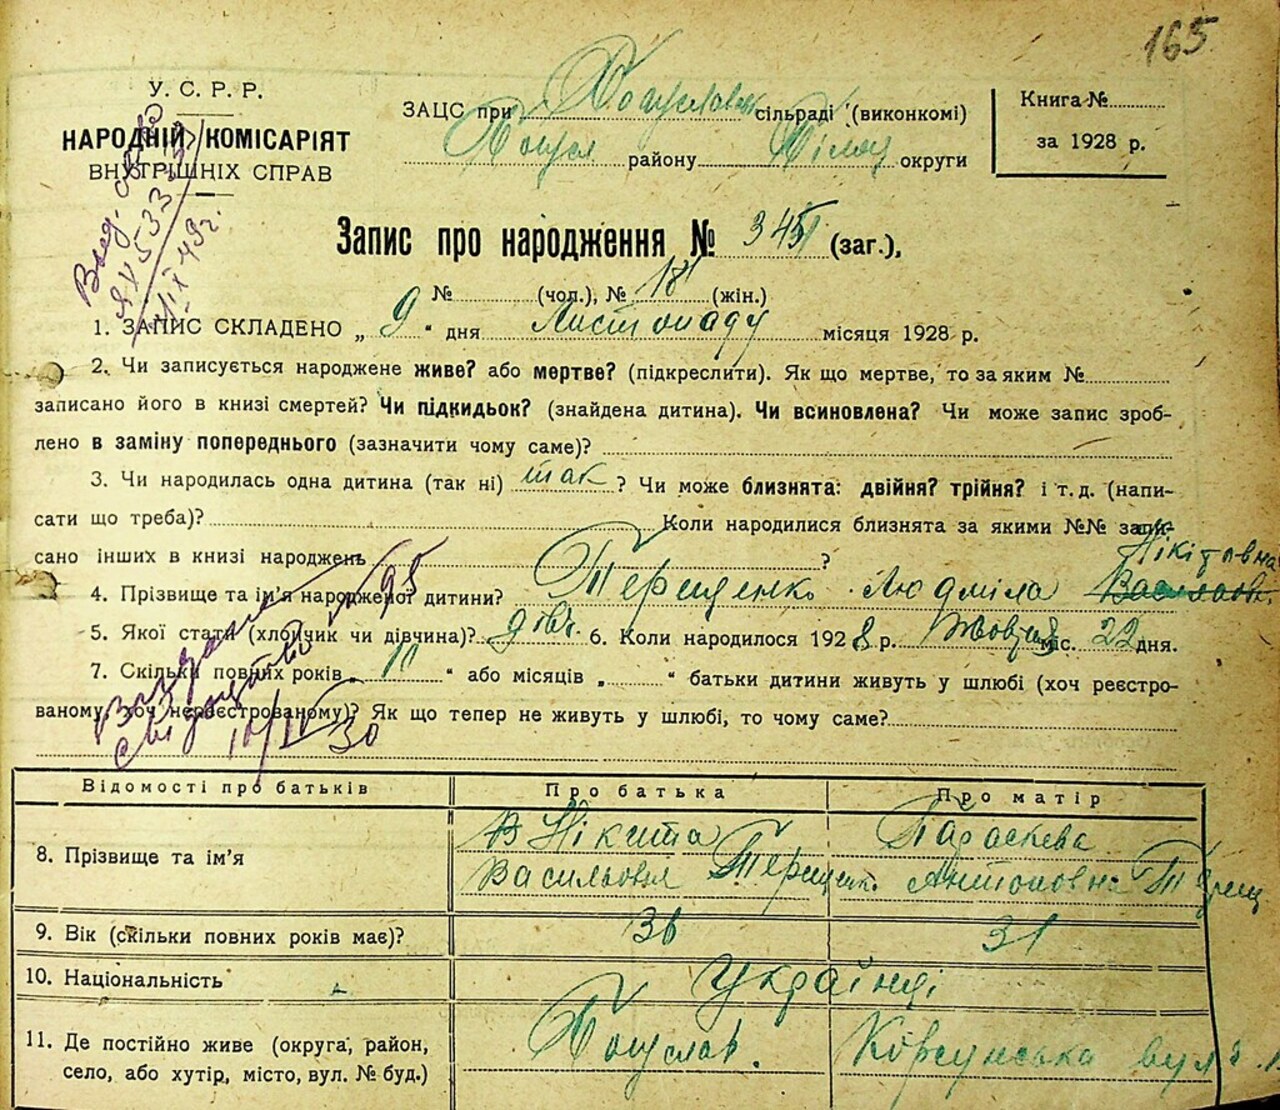 165
У. С. Р. Р.
НАРОДНІЙ КОМІСАРІЯТ
ВНУТРІШНІХ СПРАВ
ЗАЦС при Богуславськ сільраді (виконкомі)
Богусл району Білоц округи
Книга №
за 1928 р.
Запис про народження № 345 (заг.),
№ (чол.), № 181 (жін.)
1. ЗАПИС СКЛАДЕНО „ 9 “ дня Листопаду місяця 1928 р.
2. Чи записується народжене живе? або мертве? (підкреслити). Як що мертве, то за яким №
записано його в книзі смертей? Чи підкидьок? (знайдена дитина). Чи всиновлена? Чи може запис зроб-
лено в заміну попереднього (зазначити чому саме)? —
3. Чи народилась одна дитина (так ні) так ? Чи може близнята: двійня? трійня? і т. д. (напи-
сати що треба)? Коли народилися близнята за якими №№ запи-
сано інших в книзі народжень ?
Нікітовна
4. Прізвище та ім'я народженої дитини? Терещенко Людміла
5. Якої стати (хлопчик чи дівчина)? дівч. 6. Коли народилося 1928 р. Жовтня міс. 22 дня.
7. Скільки повних років „ 10 “ або місяців „ “ батьки дитини живуть у шлюбі (хоч реєстро-
ваному, хоч нереєстрованому)? Як що тепер не живуть у шлюбі, то чому саме?
Відомості про батьків Про батька Про матір
8. Прізвище та ім'я Нікита Васильовіч Терещенко Параскева Антоновна Терещ
9. Вік (скільки повних років має)? 36 31
10. Національність Українці
11. Де постійно живе (округа, район, село, або хутір, місто, вул. № буд.) Богуслав. Корсунська вул